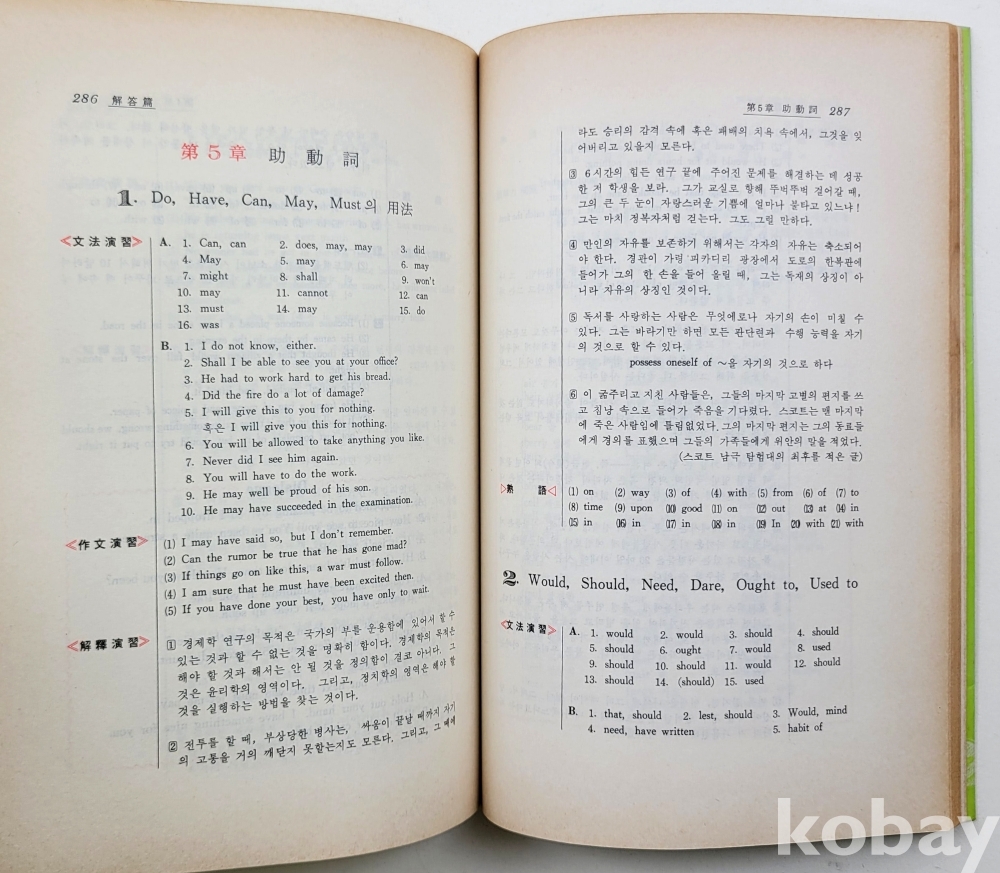 286 解答篇
第5章 助動詞
1. Do, Have, Can, May, Must의 用法
<文法演習>
A. 1. Can, can 2. does, may, may 3. did
4. May 5. may 6. may
7. might 8. shall 9. won't
10. may 11. cannot 12. can
13. must 14. may 15. do
16. was
B. 1. I do not know, either.
2. Shall I be able to see you at your office?
3. He had to work hard to get his bread.
4. Did the fire do a lot of damage?
5. I will give this to you for nothing.
혹은 I will give you this for nothing.
6. You will be allowed to take anything you like.
7. Never did I see him again.
8. You will have to do the work.
9. He may well be proud of his son.
10. He may have succeeded in the examination.
<作文演習>
(1) I may have said so, but I don't remember.
(2) Can the rumor be true that he has gone mad?
(3) If things go on like this, a war must follow.
(4) I am sure that he must have been excited then.
(5) If you have done your best, you have only to wait.
<解釋演習>
1 경제학 연구의 목적은 국가의 부를 운용함에 있어서 할 수
있는 것과 할 수 없는 것을 명확히 함이다. 경제학의 목적은
해야 할 것과 해서는 안 될 것을 정의함이 결코 아니다. 그
것은 윤리학의 영역이다. 그리고, 정치학의 영역은 해야 할
것을 실행하는 방법을 찾는 것이다.
2 전투를 할 때, 부상당한 병사는, 싸움이 끝날 때까지 자기
의 고통을 거의 깨닫지 못할는지도 모른다. 그리고, 그 때에
第5章 助動詞 287
라도 승리의 감격 속에 혹은 패배의 치욕 속에서, 그것을 잊
어버리고 있을지 모른다.
3 6시간의 힘든 연구 끝에 주어진 문제를 해결하는 데 성공
한 저 학생을 보라. 그가 교실로 향해 뚜벅뚜벅 걸어갈 때,
그의 큰 두 눈이 자랑스러운 기쁨에 얼마나 불타고 있느냐!
그는 마치 정복자처럼 걷는다. 그도 그럴 만하다.
4 만인의 자유를 보존하기 위해서는 각자의 자유는 축소되어
야 한다. 경관이 가령 피카디리 광장에서 도로의 한복판에
들어가 그의 한 손을 들어 올릴 때, 그는 독재의 상징이 아
니라 자유의 상징인 것이다.
5 독서를 사랑하는 사람은 무엇에로나 자기의 손이 미칠 수
있다. 그는 바라기만 하면 모든 판단련과 수행 능력을 자기
의 것으로 할 수 있다.
possess oneself of ～을 자기의 것으로 하다
6 이 굶주리고 지친 사람들은, 그들의 마지막 고별의 편지를 쓰
고 침낭 속으로 들어가 죽음을 기다렸다. 스코트는 맨 마지막
에 죽은 사람임에 틀림없었다. 그의 마지막 편지는 그의 동료들
에게 경의를 표했으며 그들의 가족들에게 위안의 말을 적었다.
(스코트 남극 탐험대의 최후를 적은 글)
▷熟語◁
(1) on (2) way (3) of (4) with (5) from (6) of (7) to
(8) time (9) upon (10) good (11) on (12) out (13) at (14) in
(15) in (16) in (17) in (18) in (19) In (20) with (21) with
2. Would, Should, Need, Dare, Ought to, Used to
<文法演習>
A. 1. would 2. would 3. should 4. should
5. should 6. ought 7. would 8. used
9. should 10. should 11. would 12. should
13. should 14. (should) 15. used
B. 1. that, should 2. lest, should 3. Would, mind
4. need, have written 5. habit of
kobay